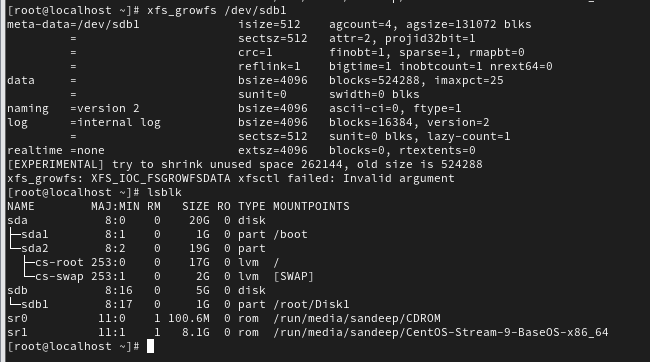 [root@localhost ~]# xfs_growfs /dev/sdb1
meta-data=/dev/sdb1              isize=512    agcount=4, agsize=131072 blks
         =                       sectsz=512   attr=2, projid32bit=1
         =                       crc=1        finobt=1, sparse=1, rmapbt=0
         =                       reflink=1    bigtime=1 inobtcount=1 nrext64=0
data     =                       bsize=4096   blocks=524288, imaxpct=25
         =                       sunit=0      swidth=0 blks
naming   =version 2              bsize=4096   ascii-ci=0, ftype=1
log      =internal log           bsize=4096   blocks=16384, version=2
         =                       sectsz=512   sunit=0 blks, lazy-count=1
realtime =none                   extsz=4096   blocks=0, rtextents=0
[EXPERIMENTAL] try to shrink unused space 262144, old size is 524288
xfs_growfs: XFS_IOC_FSGROWFSDATA xfsctl failed: Invalid argument
[root@localhost ~]# lsblk
NAME        MAJ:MIN RM   SIZE RO TYPE MOUNTPOINTS
sda           8:0    0    20G  0 disk
├─sda1        8:1    0     1G  0 part /boot
└─sda2        8:2    0    19G  0 part
  ├─cs-root 253:0    0    17G  0 lvm  /
  └─cs-swap 253:1    0     2G  0 lvm  [SWAP]
sdb           8:16   0     5G  0 disk
└─sdb1        8:17   0     1G  0 part /root/Disk1
sr0          11:0    1 100.6M  0 rom  /run/media/sandeep/CDROM
sr1          11:1    1   8.1G  0 rom  /run/media/sandeep/CentOS-Stream-9-BaseOS-x86_64
[root@localhost ~]#